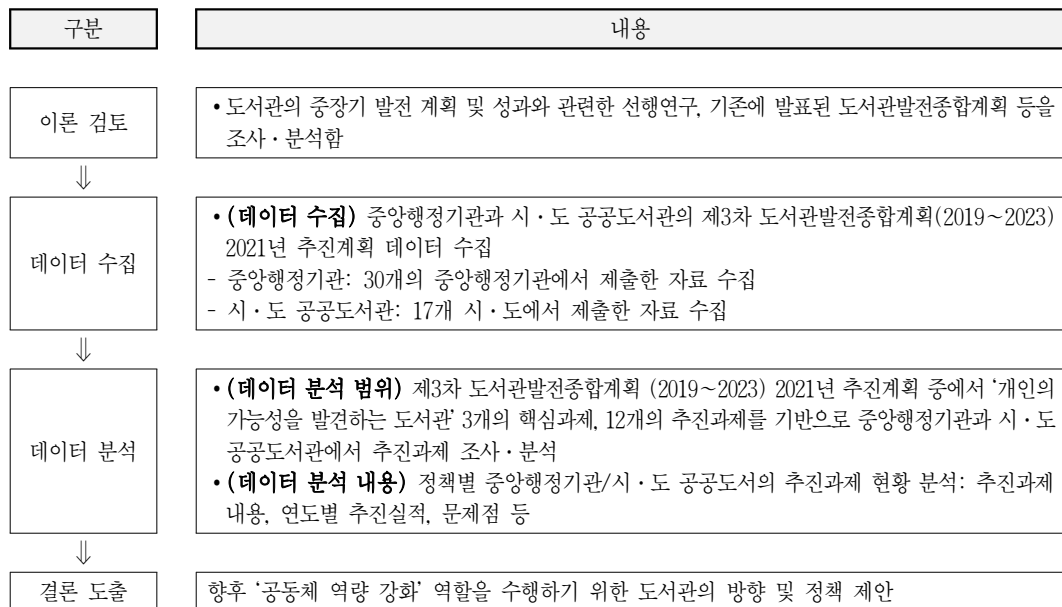 구분
내용
이론 검토
• 도서관의 중장기 발전 계획 및 성과와 관련한 선행연구, 기존에 발표된 도서관발전종합계획 등을
조사・분석함
⇓
데이터 수집
• (데이터 수집) 중앙행정기관과 시・도 공공도서관의 제3차 도서관발전종합계획(2019~2023)
2021년 추진계획 데이터 수집
- 중앙행정기관: 30개의 중앙행정기관에서 제출한 자료 수집
- 시・도 공공도서관: 17개 시・도에서 제출한 자료 수집
⇓
데이터 분석
• (데이터 분석 범위) 제3차 도서관발전종합계획 (2019~2023) 2021년 추진계획 중에서 ‘개인의
가능성을 발견하는 도서관’ 3개의 핵심과제, 12개의 추진과제를 기반으로 중앙행정기관과 시・도
공공도서관에서 추진과제 조사・분석
• (데이터 분석 내용) 정책별 중앙행정기관/시・도 공공도서의 추진과제 현황 분석: 추진과제
내용, 연도별 추진실적, 문제점 등
⇓
결론 도출
향후 ‘공동체 역량 강화’ 역할을 수행하기 위한 도서관의 방향 및 정책 제안